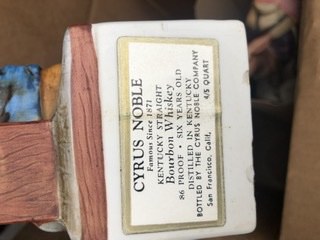 CYRUS NOBLE
Famous Since 1871
KENTUCKY STRAIGHT
Bourbon Whiskey
86 PROOF • SIX YEARS OLD
DISTILLED IN KENTUCKY
BOTTLED BY THE CYRUS NOBLE COMPANY
San Francisco, Calif, 4/5 QUART